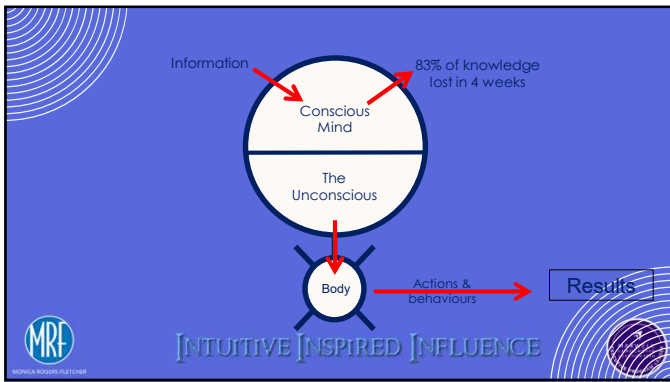 Information
83% of knowledge
lost in 4 weeks
Conscious
Mind
The
Unconscious
Body
Actions &
behaviours
Results
MRF
MONICA ROGERS-FLETCHER
INTUITIVE INSPIRED INFLUENCE